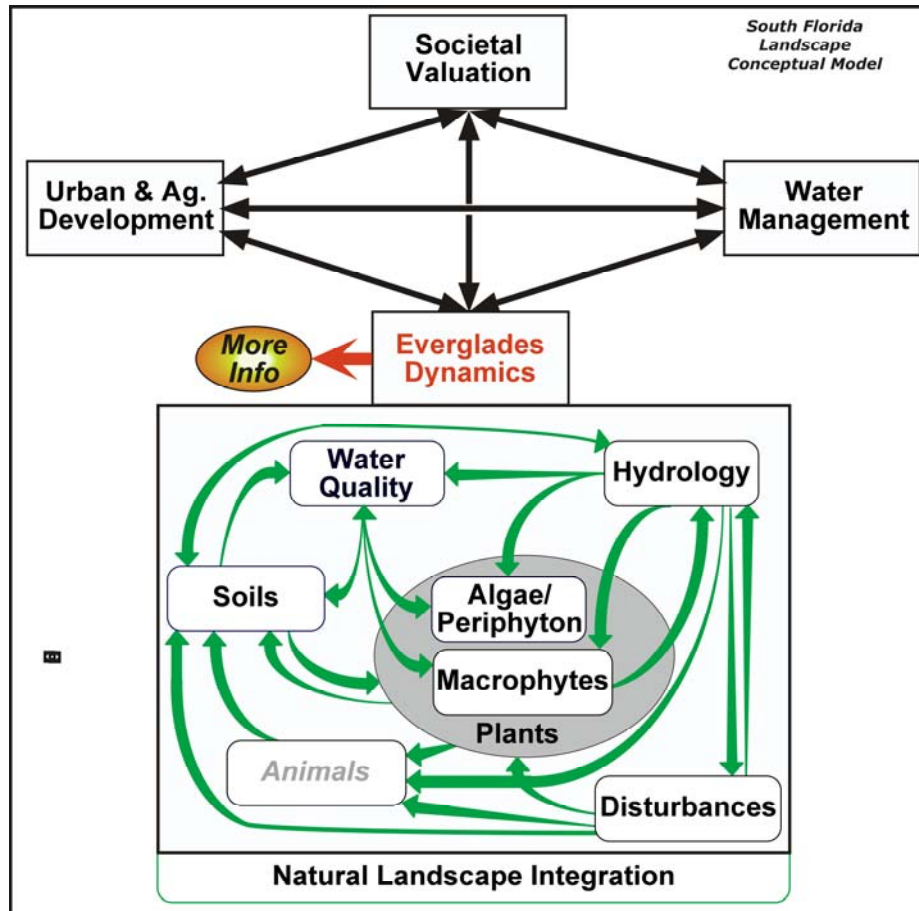 South Florida
Landscape
Conceptual Model
Societal
Valuation
Urban & Ag.
Development
Water
Management
More
Info
Everglades
Dynamics
Water
Quality
Hydrology
Soils
Algae/
Periphyton
Macrophytes
Plants
Animals
Disturbances
Natural Landscape Integration